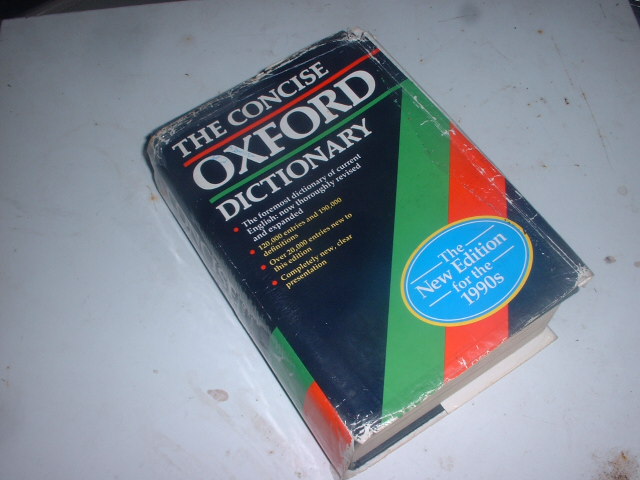 THE CONCISE
OXFORD
DICTIONARY
• The foremost dictionary of current
English: now thoroughly revised
and expanded
• 120,000 entries and 190,000
definitions
• Over 20,000 entries new to
this edition
• Completely new, clear
presentation
The
New Edition
for the
1990s